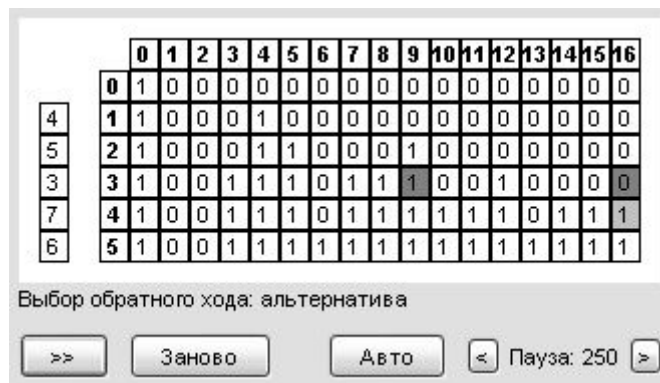 0 1 2 3 4 5 6 7 8 9 10 11 12 13 14 15 16
0 1 0 0 0 0 0 0 0 0 0 0 0 0 0 0 0 0
4 1 1 0 0 0 1 0 0 0 0 0 0 0 0 0 0 0 0
5 2 1 0 0 0 1 1 0 0 0 1 0 0 0 0 0 0 0
3 3 1 0 0 1 1 1 0 1 1 1 0 0 1 0 0 0 0
7 4 1 0 0 1 1 1 0 1 1 1 1 1 1 0 1 1 1
6 5 1 0 0 1 1 1 1 1 1 1 1 1 1 1 1 1 1
Выбор обратного хода: альтернатива
>> Заново Авто < Пауза: 250 >